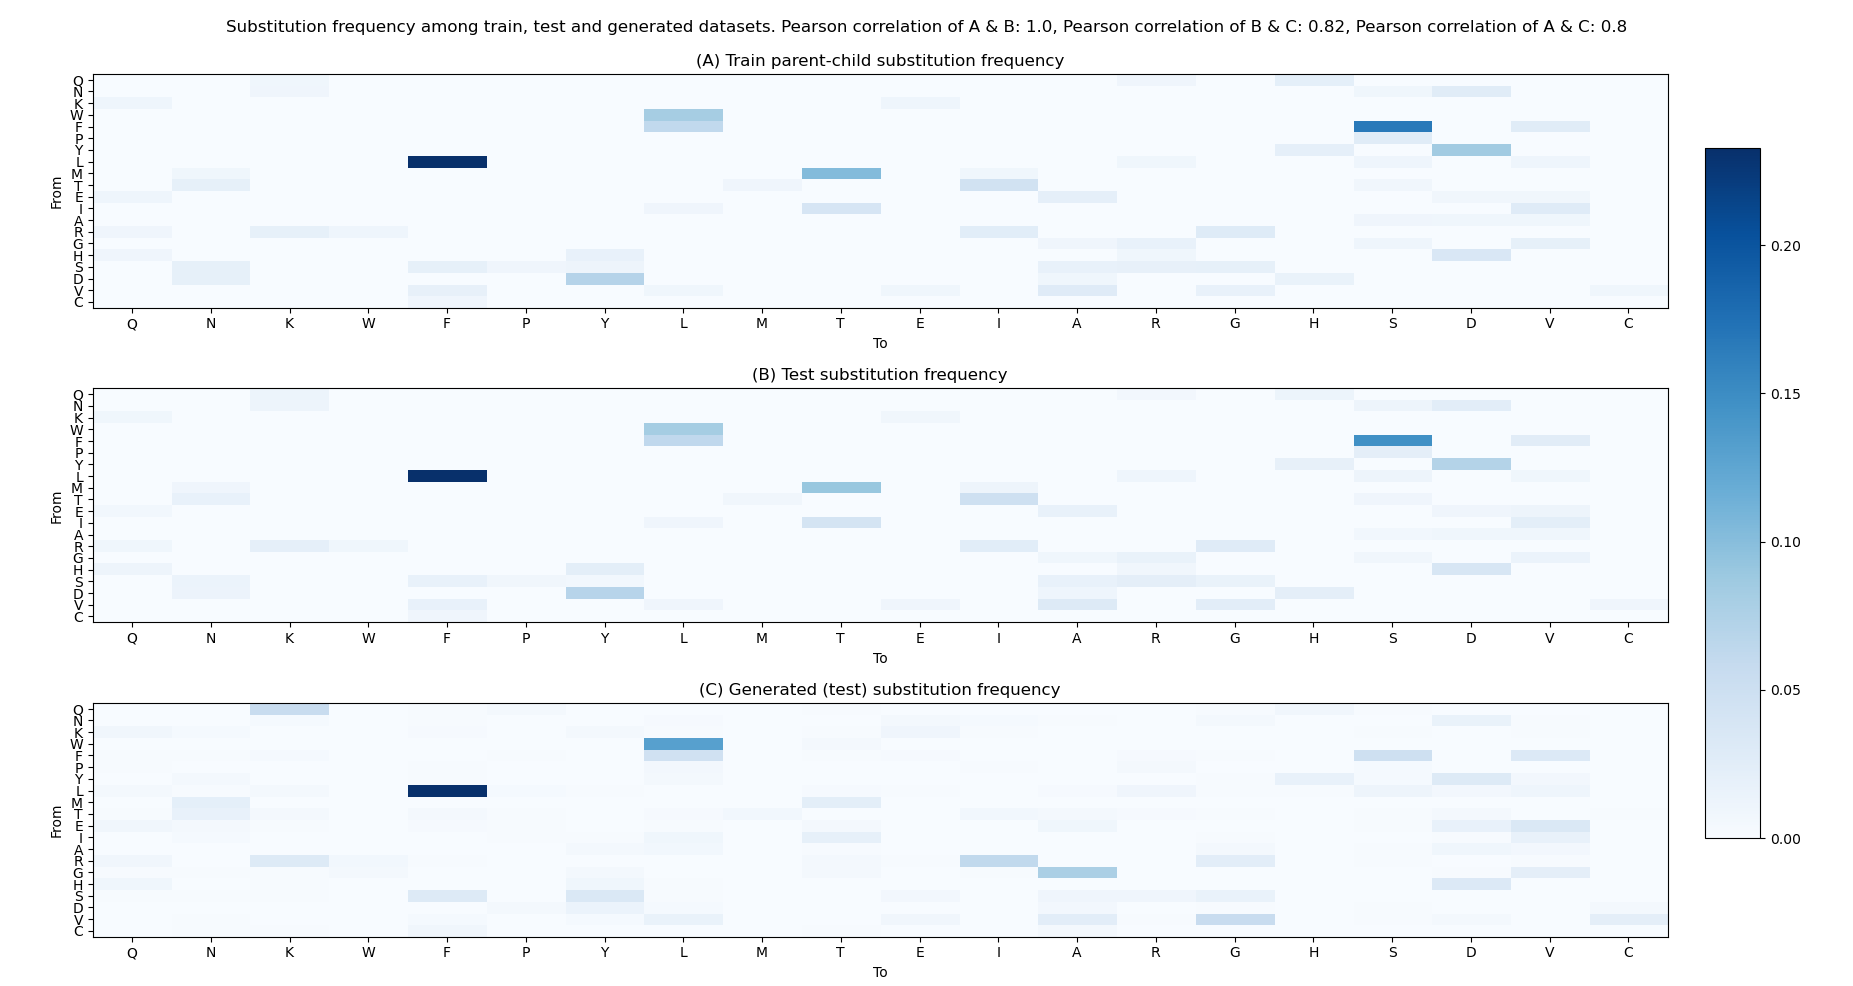 Substitution frequency among train, test and generated datasets. Pearson correlation of A & B: 1.0, Pearson correlation of B & C: 0.82, Pearson correlation of A & C: 0.8
(A) Train parent-child substitution frequency
From
Q
N
K
W
F
P
Y
L
M
T
E
I
A
R
G
H
S
D
V
C
Q N K W F P Y L M T E I A R G H S D V C
To
(B) Test substitution frequency
From
Q
N
K
W
F
P
Y
L
M
T
E
I
A
R
G
H
S
D
V
C
Q N K W F P Y L M T E I A R G H S D V C
To
(C) Generated (test) substitution frequency
From
Q
N
K
W
F
P
Y
L
M
T
E
I
A
R
G
H
S
D
V
C
Q N K W F P Y L M T E I A R G H S D V C
To
0.20
0.15
0.10
0.05
0.00